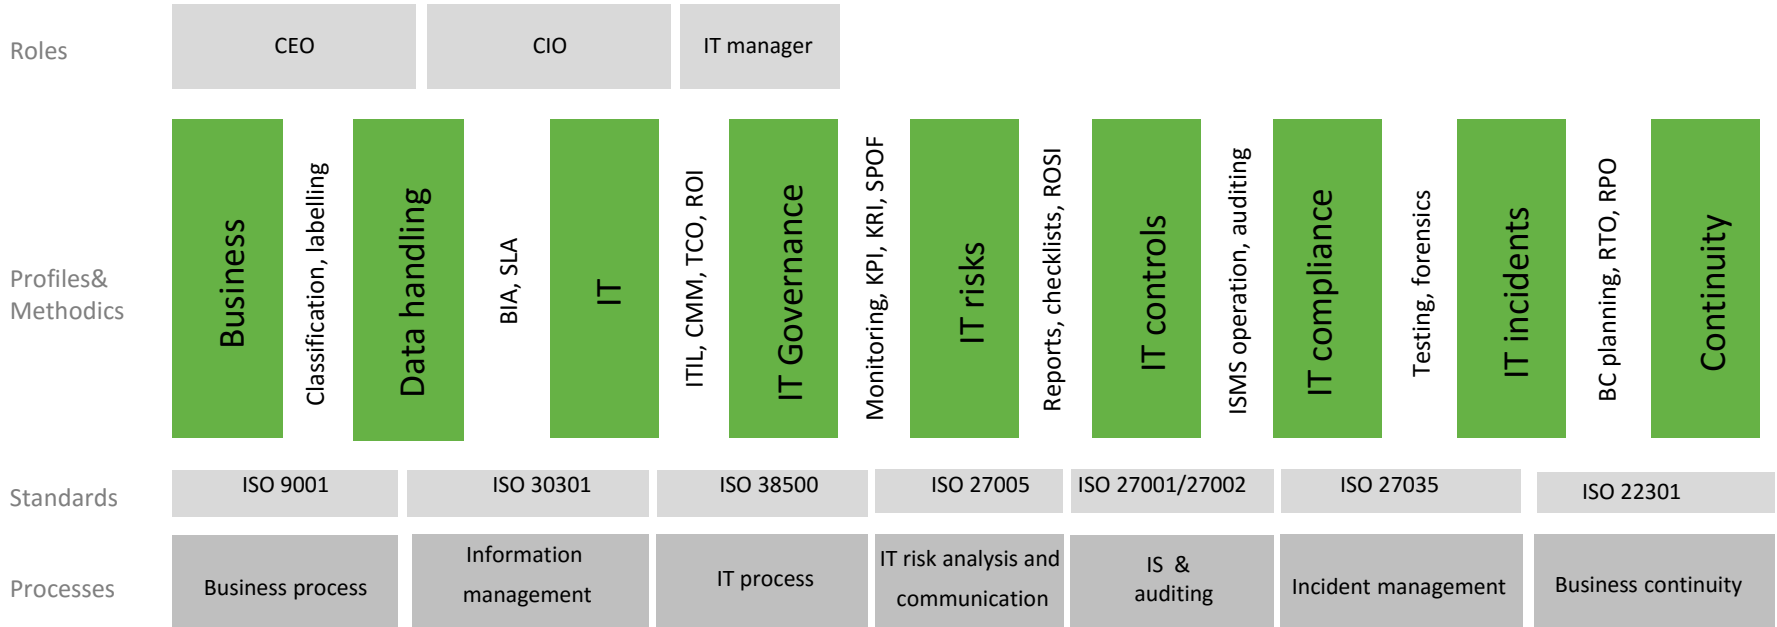 Roles
CEO
CIO
IT manager
Profiles&
Methodics
Business
Classification, labelling
Data handling
BIA, SLA
IT
ITIL, CMM, TCO, ROI
IT Governance
Monitoring, KPI, KRI, SPOF
IT risks
Reports, checklists, ROSI
IT controls
ISMS operation, auditing
IT compliance
Testing, forensics
IT incidents
BC planning, RTO, RPO
Continuity
Standards
ISO 9001
ISO 30301
ISO 38500
ISO 27005
ISO 27001/27002
ISO 27035
ISO 22301
Processes
Business process
Information
management
IT process
IT risk analysis and
communication
IS &
auditing
Incident management
Business continuity